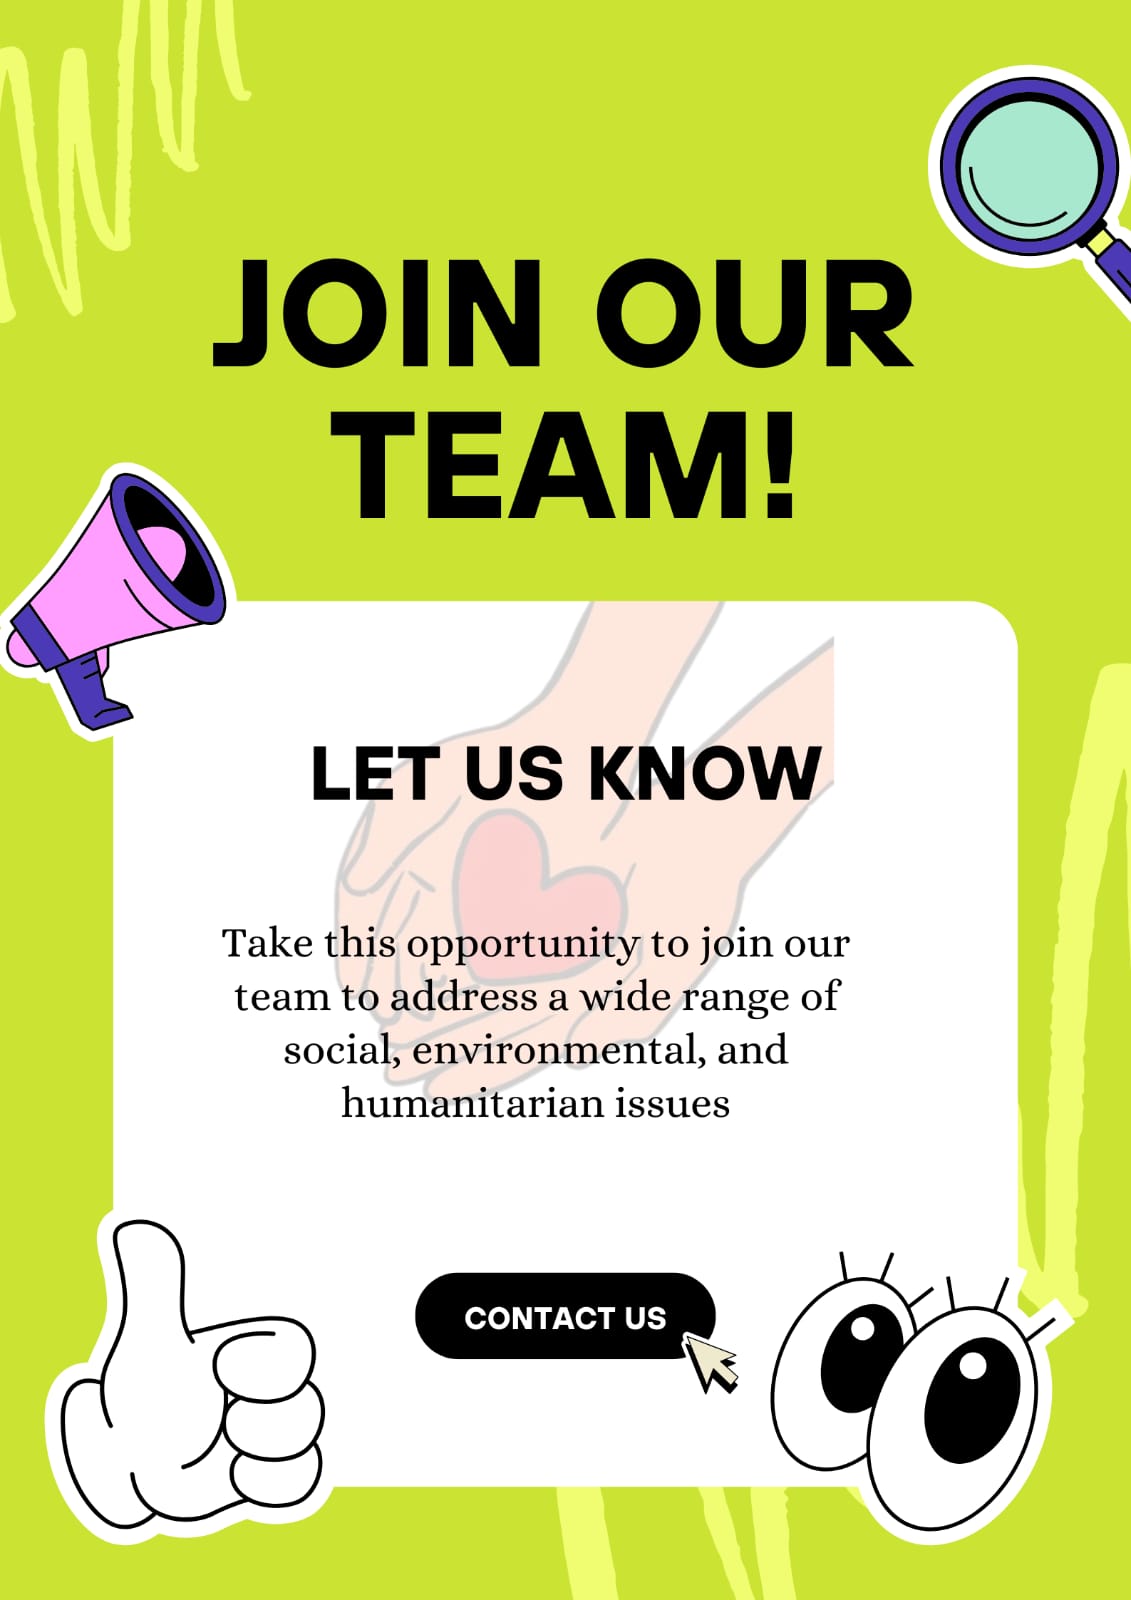 JOIN OUR
TEAM!
LET US KNOW
Take this opportunity to join our
team to address a wide range of
social, environmental, and
humanitarian issues
CONTACT US